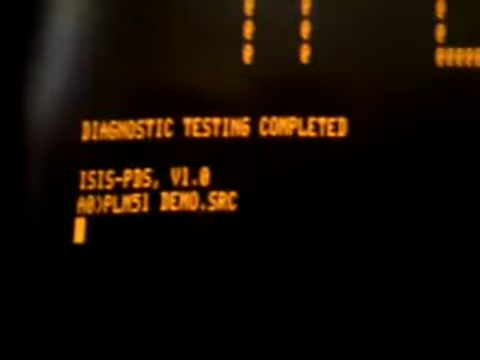 DIAGNOSTIC TESTING COMPLETED
ISIS-PDS, V1.0
A0>PLM51 DEMO.SRC